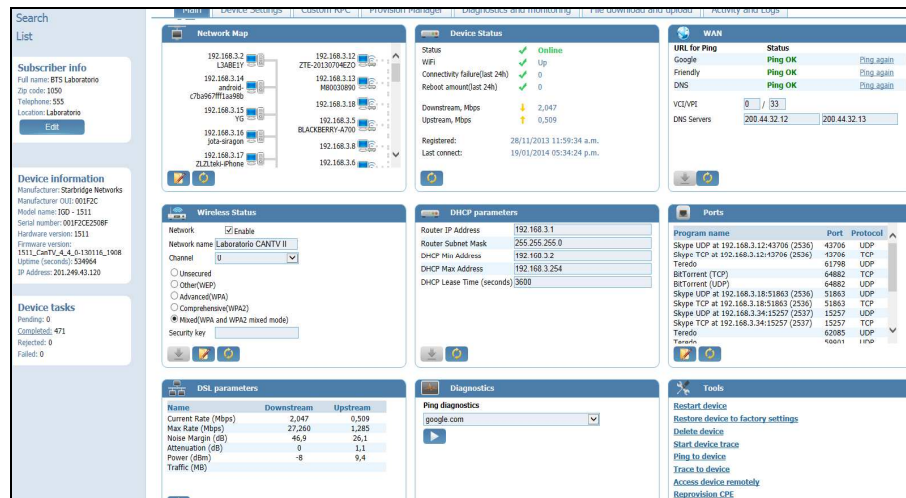 Main Device Settings Custom RPC Provision Manager Diagnostics and monitoring File download and upload Activity and Logs
Search
List
Subscriber info
Full name: BTS Laboratorio
Zip code: 1050
Telephone: 555
Location: Laboratorio
Edit
Device information
Manufacturer: Starbridge Networks
Manufacturer OUI: 001F2C
Model name: IGD - 1511
Serial number: 001F2CE2508F
Hardware version: 1511
Firmware version:
1511_CanTV_4_4_0-130116_1908
Uptime (seconds): 534964
IP Address: 201.249.43.120
Device tasks
Pending: 0
Completed: 471
Rejected: 0
Failed: 0
Network Map
192.168.3.2
L3ABE1Y
192.168.3.14
android-
c7ba967fff1aa98b
192.168.3.15
YG
192.168.3.16
jota-siragon
192.168.3.17
ZLZLteki-iPhone
192.168.3.12
ZTE-20130704EZO
192.168.3.13
M80030890
192.168.3.18
192.168.3.5
BLACKBERRY-A700
192.168.3.8
192.168.3.6
Device Status
Status Online
WiFi Up
Connectivity failure(last 24h) 0
Reboot amount(last 24h) 0
Downstream, Mbps 2,047
Upstream, Mbps 0,509
Registered: 28/11/2013 11:59:34 a.m.
Last connect: 19/01/2014 05:34:24 p.m.
WAN
URL for Ping Status
Google Ping OK Ping again
Friendly Ping OK Ping again
DNS Ping OK Ping again
VCI/VPI 0 / 33
DNS Servers 200.44.32.12 200.44.32.13
Wireless Status
Network Enable
Network name Laboratorio CANTV II
Channel 0
Unsecured
Other(WEP)
Advanced(WPA)
Comprehensive(WPA2)
Mixed(WPA and WPA2 mixed mode)
Security key
DHCP parameters
Router IP Address 192.168.3.1
Router Subnet Mask 255.255.255.0
DHCP Min Address 192.168.3.2
DHCP Max Address 192.168.3.254
DHCP Lease Time (seconds) 3600
Ports
Program name Port Protocol
Skype UDP at 192.168.3.12:43706 (2536) 43706 UDP
Skype TCP at 192.168.3.12:43706 (2536) 43706 TCP
Teredo 61798 UDP
BitTorrent (TCP) 64882 TCP
BitTorrent (UDP) 64882 UDP
Skype UDP at 192.168.3.18:51863 (2536) 51863 UDP
Skype TCP at 192.168.3.18:51863 (2536) 51863 TCP
Skype UDP at 192.168.3.34:15257 (2537) 15257 UDP
Skype TCP at 192.168.3.34:15257 (2537) 15257 TCP
Teredo 62085 UDP
Teredo 58901 UDP
DSL parameters
Name Downstream Upstream
Current Rate (Mbps) 2,047 0,509
Max Rate (Mbps) 27,260 1,285
Noise Margin (dB) 46,9 26,1
Attenuation (dB) 0 1,1
Power (dBm) -8 9,4
Traffic (MB)
Diagnostics
Ping diagnostics
google.com
Tools
Restart device
Restore device to factory settings
Delete device
Start device trace
Ping to device
Trace to device
Access device remotely
Reprovision CPE